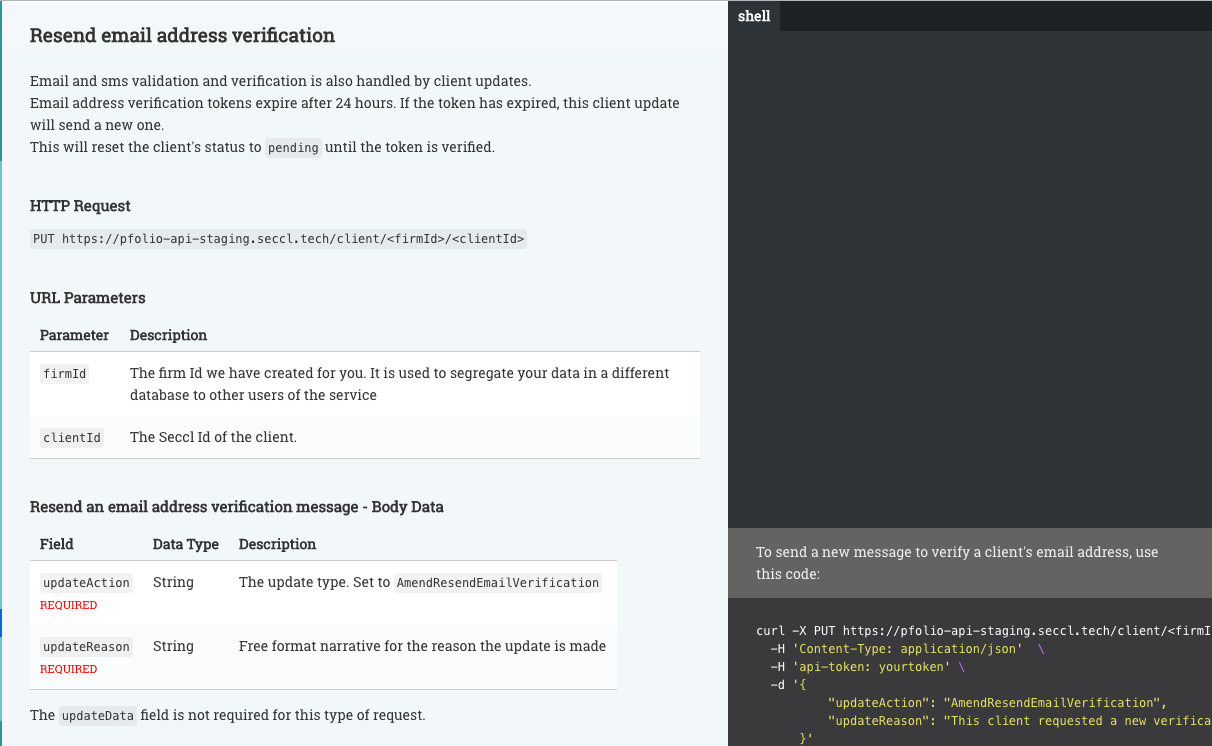 Resend email address verification
Email and sms validation and verification is also handled by client updates.
Email address verification tokens expire after 24 hours. If the token has expired, this client update
will send a new one.
This will reset the client's status to pending until the token is verified.
HTTP Request
PUT https://pfolio-api-staging.seccl.tech/client/<firmId>/<clientId>
URL Parameters
Parameter Description
firmId The firm Id we have created for you. It is used to segregate your data in a different
database to other users of the service
clientId The Seccl Id of the client.
Resend an email address verification message - Body Data
Field Data Type Description
updateAction String The update type. Set to AmendResendEmailVerification
REQUIRED
updateReason String Free format narrative for the reason the update is made
REQUIRED
The updateData field is not required for this type of request.
shell
To send a new message to verify a client's email address, use
this code:
curl -X PUT https://pfolio-api-staging.seccl.tech/client/<firmI
-H 'Content-Type: application/json' \
-H 'api-token: yourtoken' \
-d '{
"updateAction": "AmendResendEmailVerification",
"updateReason": "This client requested a new verifica
}'